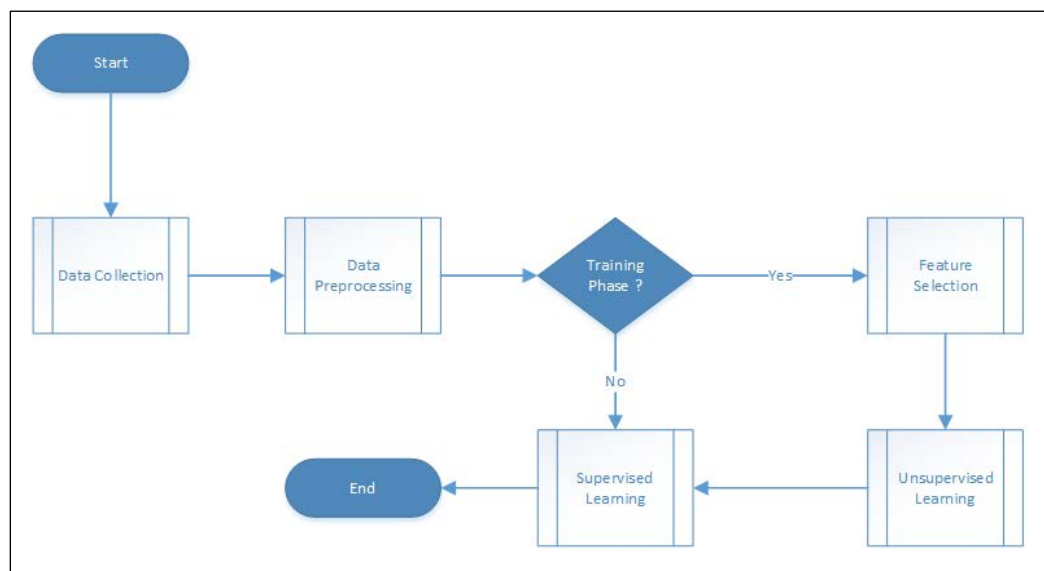 Start
Data Collection
Data
Preprocessing
Training
Phase ?
Yes
Feature
Selection
No
End
Supervised
Learning
Unsupervised
Learning